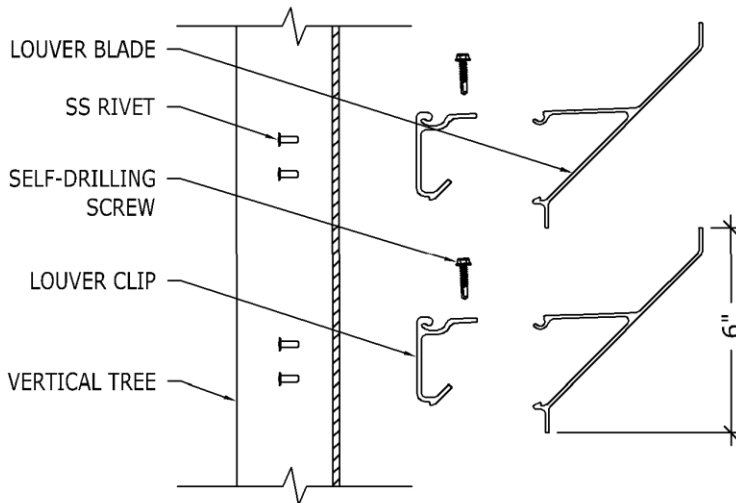 LOUVER BLADE
SS RIVET
SELF-DRILLING
SCREW
LOUVER CLIP
VERTICAL TREE
6"